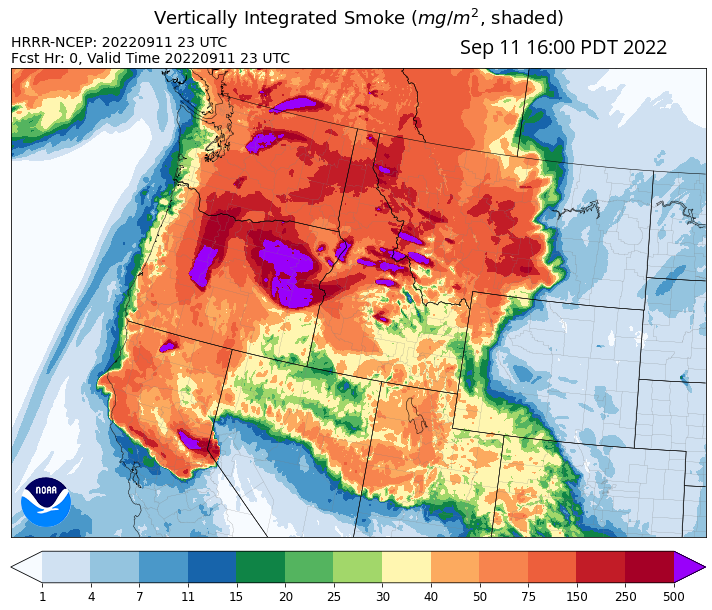 Vertically Integrated Smoke (mg/m², shaded)
HRRR-NCEP: 20220911 23 UTC
Fcst Hr: 0, Valid Time 20220911 23 UTC
Sep 11 16:00 PDT 2022
NOAA
1 4 7 11 15 20 25 30 40 50 75 150 250 500